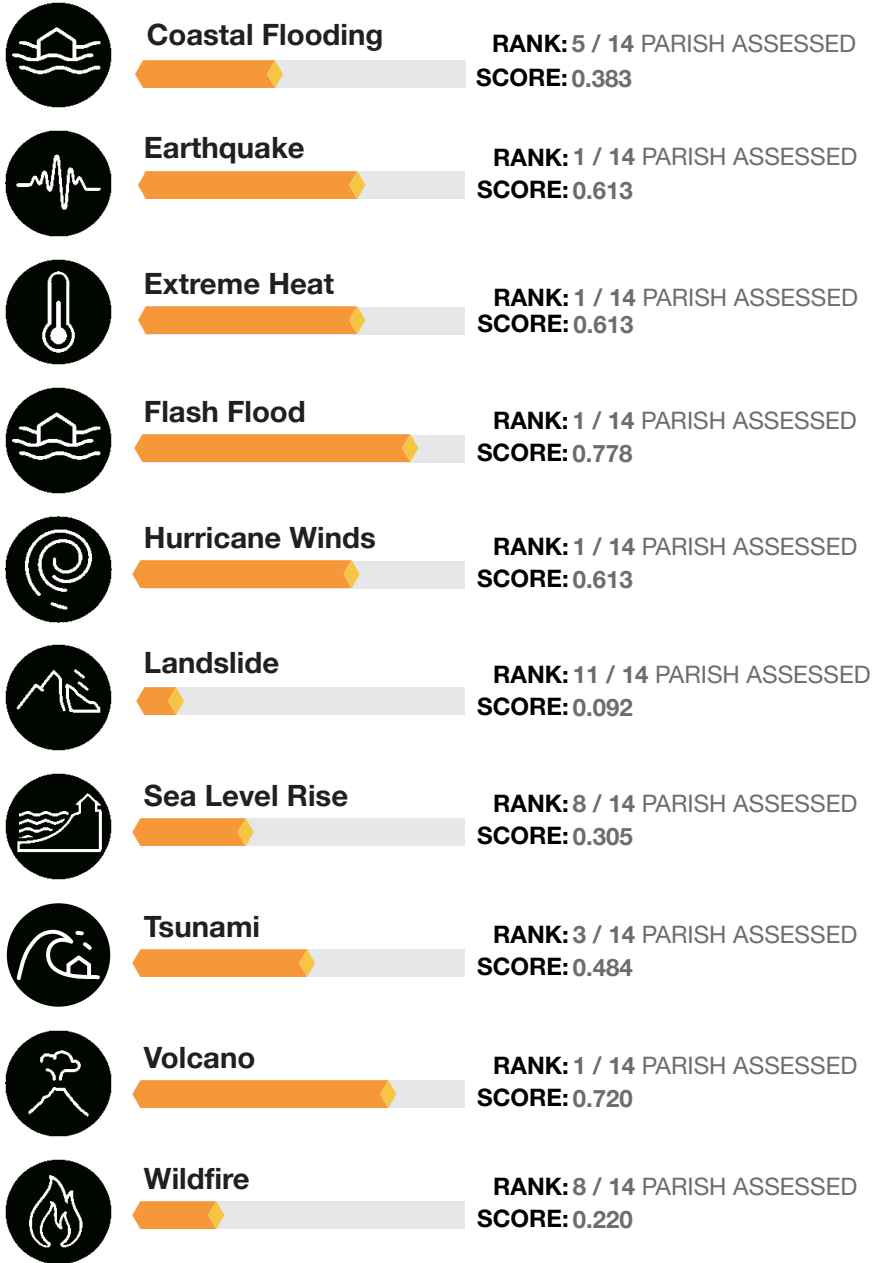 Coastal Flooding
RANK: 5 / 14 PARISH ASSESSED
SCORE: 0.383
Earthquake
RANK: 1 / 14 PARISH ASSESSED
SCORE: 0.613
Extreme Heat
RANK: 1 / 14 PARISH ASSESSED
SCORE: 0.613
Flash Flood
RANK: 1 / 14 PARISH ASSESSED
SCORE: 0.778
Hurricane Winds
RANK: 1 / 14 PARISH ASSESSED
SCORE: 0.613
Landslide
RANK: 11 / 14 PARISH ASSESSED
SCORE: 0.092
Sea Level Rise
RANK: 8 / 14 PARISH ASSESSED
SCORE: 0.305
Tsunami
RANK: 3 / 14 PARISH ASSESSED
SCORE: 0.484
Volcano
RANK: 1 / 14 PARISH ASSESSED
SCORE: 0.720
Wildfire
RANK: 8 / 14 PARISH ASSESSED
SCORE: 0.220